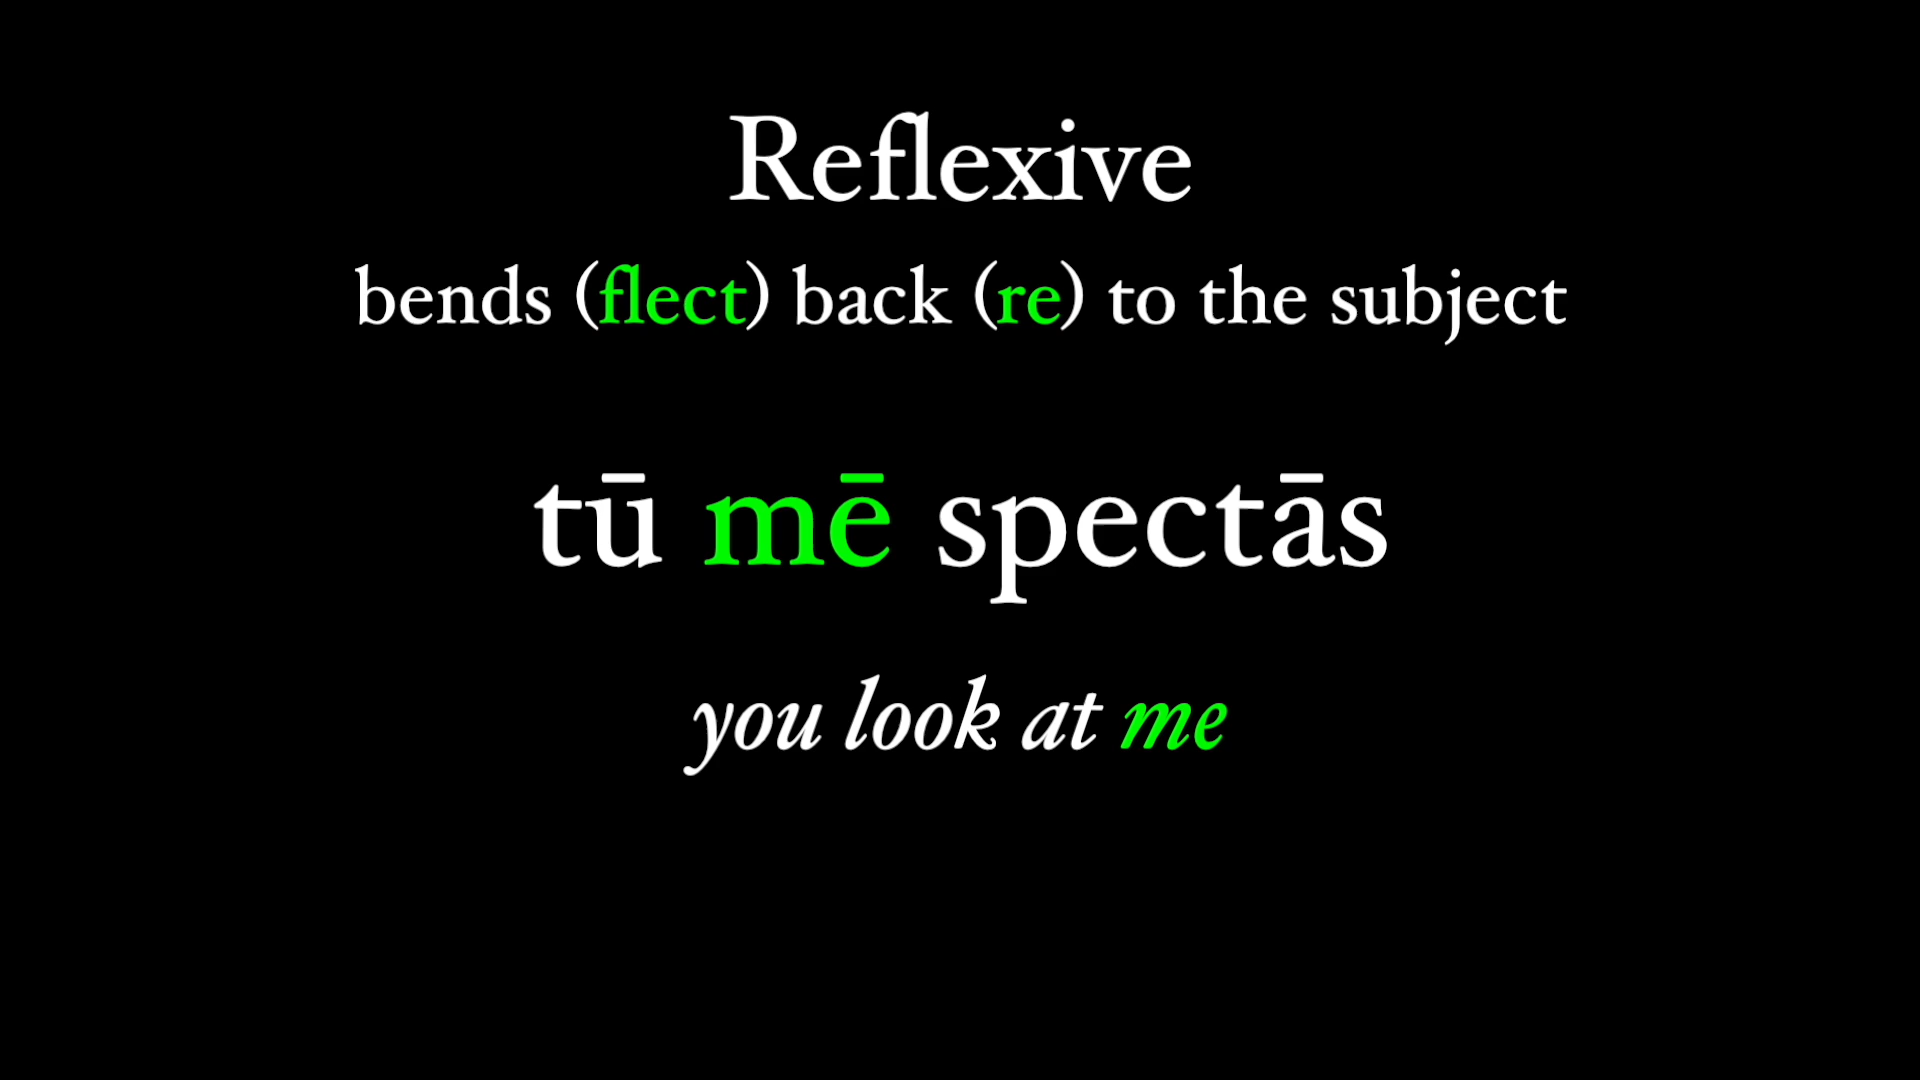 Reflexive
bends (flect) back (re) to the subject
tū mē spectās
you look at me